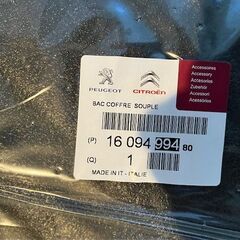 Accessoires
Accessory
Accesorios
Zubehör
Accessori
Acessórios
PEUGEOT
CITROËN
BAC COFFRE SOUPLE
(P) 16 094 994 80
(Q) 1
MADE IN IT - ITALIE